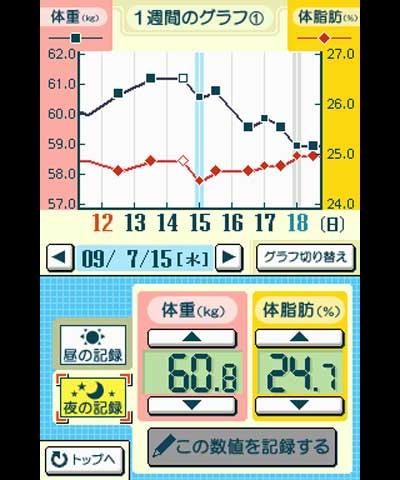 体重(kg)
1週間のグラフ①
体脂肪(%)
62.0
61.0
60.0
59.0
58.0
57.0
27.0
26.0
25.0
24.0
12 13 14 15 16 17 18 (日)
◀ 09/ 7/15[水] ▶
グラフ切り替え
体重(kg)
体脂肪(%)
▲ ▲
昼の記録
60.8
24.7
夜の記録
▼ ▼
この数値を記録する
トップへ